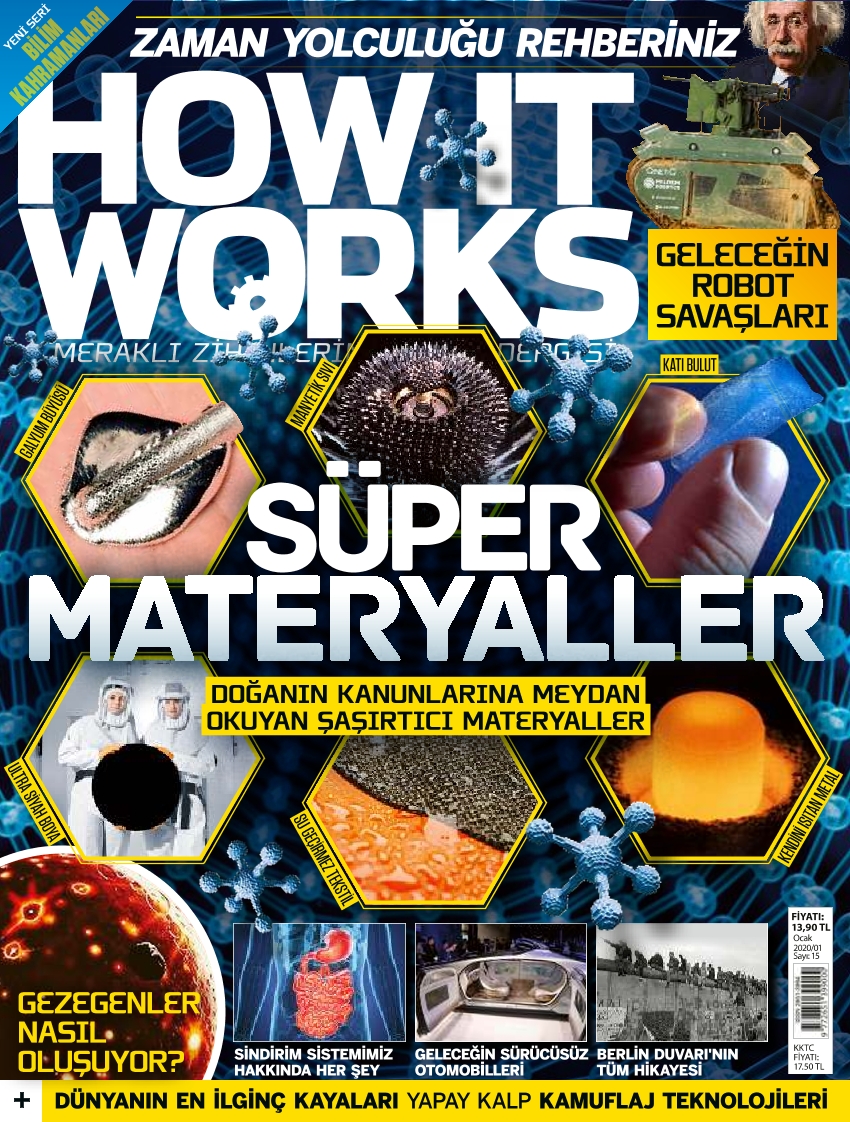 YENİ SERİ
BİLİM
KAHRAMANLARI
ZAMAN YOLCULUĞU REHBERİNİZ
HOW IT
WORKS
MERAKLI
QinetiQ
MILREM
ROBOTICS
GELECEĞİN
ROBOT
SAVAŞLARI
GALYUM BÜYÜSÜ
MANYETİK SIVI
KATI BULUT
SÜPER
MATERYALLER
DOĞANIN KANUNLARINA MEYDAN
OKUYAN ŞAŞIRTICI MATERYALLER
ULTRA SİYAH BOYA
SU GEÇİRMEZ TEKSTİL
KENDİNİ ISITAN METAL
GEZEGENLER
NASIL
OLUŞUYOR?
SİNDİRİM SİSTEMİMİZ
HAKKINDA HER ŞEY
GELECEĞİN SÜRÜCÜSÜZ
OTOMOBİLLERİ
BERLİN DUVARI'NIN
TÜM HİKAYESİ
FİYATI:
13,90 TL
Ocak
2020/01
Sayı: 15
KKTC
FİYATI:
17.50 TL
+ DÜNYANIN EN İLGİNÇ KAYALARI YAPAY KALP KAMUFLAJ TEKNOLOJİLERİ